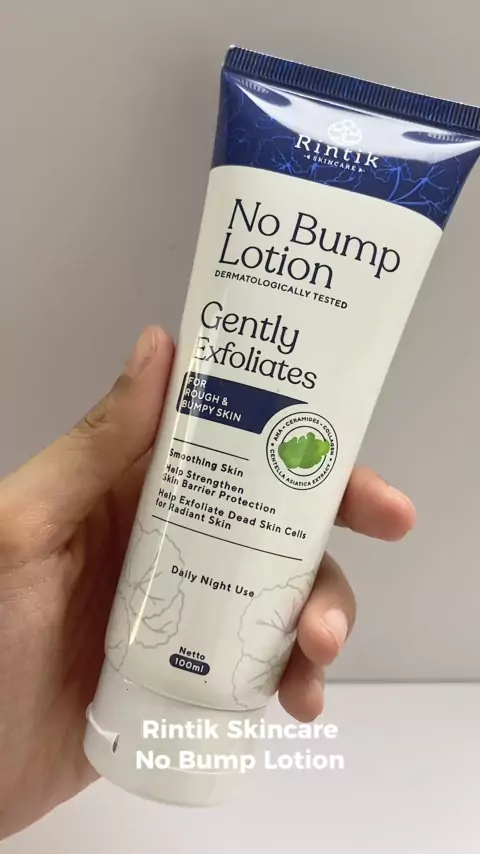 Rintik
SKINCARE
No Bump
Lotion
DERMATOLOGICALLY TESTED
Gently
Exfoliates
FOR
ROUGH &
BUMPY SKIN
AHA • CERAMIDES • COLLAGEN
CENTELLA ASIATICA EXTRACT
Smoothing Skin
Help Strengthen
Skin Barrier Protection
Help Exfoliate Dead Skin Cells
for Radiant Skin
Daily Night Use
Netto
100ml
Rintik Skincare
No Bump Lotion